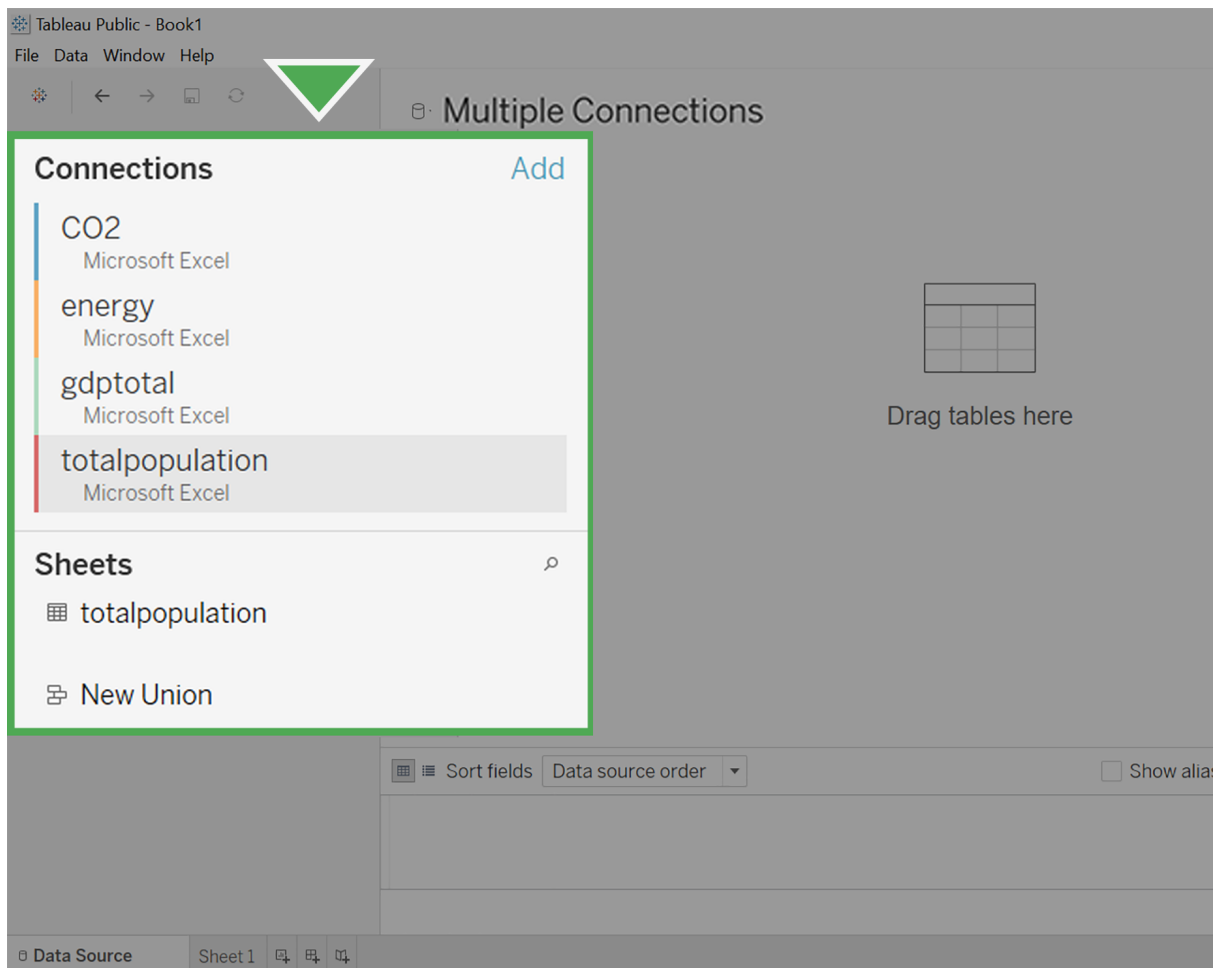 Tableau Public - Book1
File Data Window Help
Multiple Connections
Connections Add
CO2
Microsoft Excel
energy
Microsoft Excel
gdptotal
Microsoft Excel
totalpopulation
Microsoft Excel
Sheets
totalpopulation
New Union
Drag tables here
Sort fields Data source order Show alias
Data Source Sheet 1